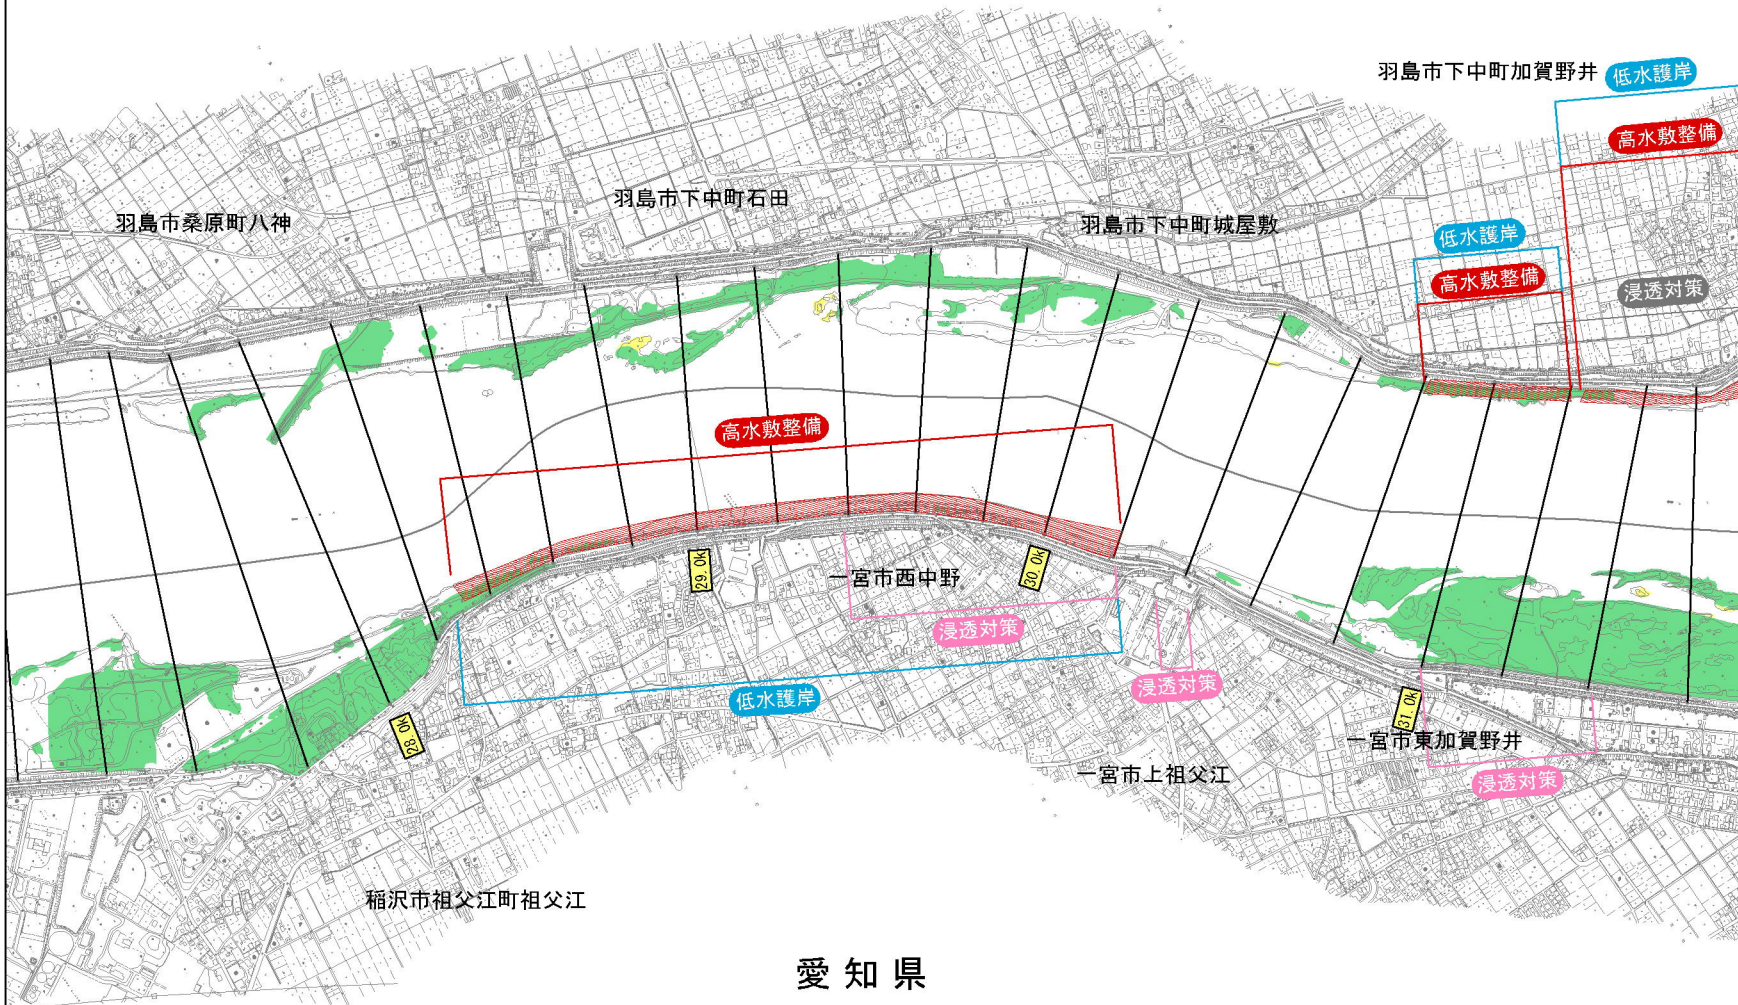 羽島市下中町加賀野井
低水護岸
高水敷整備
羽島市下中町石田
羽島市桑原町八神
羽島市下中町城屋敷
低水護岸
高水敷整備
浸透対策
高水敷整備
29.0k
一宮市西中野
30.0k
浸透対策
浸透対策
低水護岸
28.0k
31.0k
一宮市東加賀野井
一宮市上祖父江
浸透対策
稲沢市祖父江町祖父江
愛知県